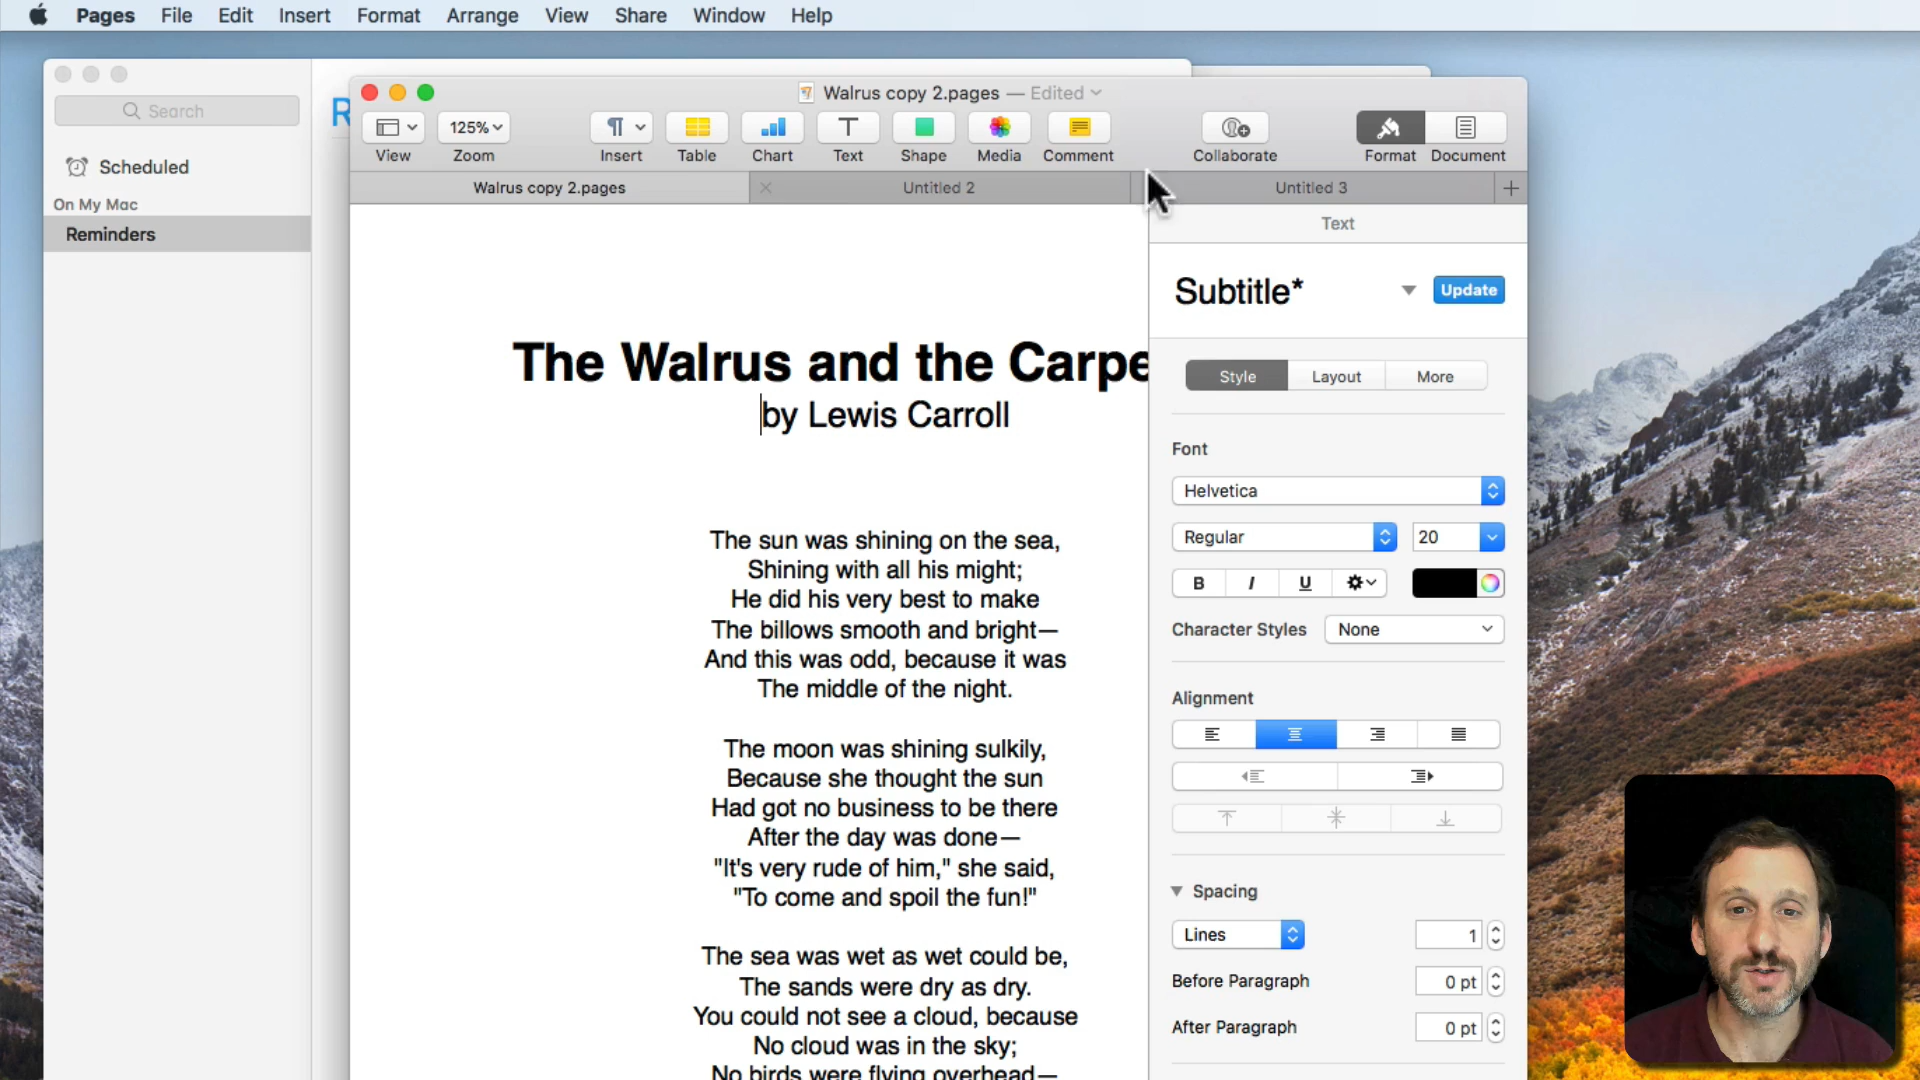 Pages File Edit Insert Format Arrange View Share Window Help
Search
Scheduled
On My Mac
Reminders
R
Walrus copy 2.pages — Edited
125%
View Zoom Insert Table Chart Text Shape Media Comment Collaborate Format Document
Walrus copy 2.pages Untitled 2 Untitled 3
Text
Subtitle* Update
Style Layout More
Font
Helvetica
Regular 20
B I U
Character Styles None
Alignment
Spacing
Lines 1
Before Paragraph 0 pt
After Paragraph 0 pt
The Walrus and the Carpe
by Lewis Carroll
The sun was shining on the sea,
Shining with all his might;
He did his very best to make
The billows smooth and bright—
And this was odd, because it was
The middle of the night.
The moon was shining sulkily,
Because she thought the sun
Had got no business to be there
After the day was done—
"It's very rude of him," she said,
"To come and spoil the fun!"
The sea was wet as wet could be,
The sands were dry as dry.
You could not see a cloud, because
No cloud was in the sky;
No birds were flying overhead—